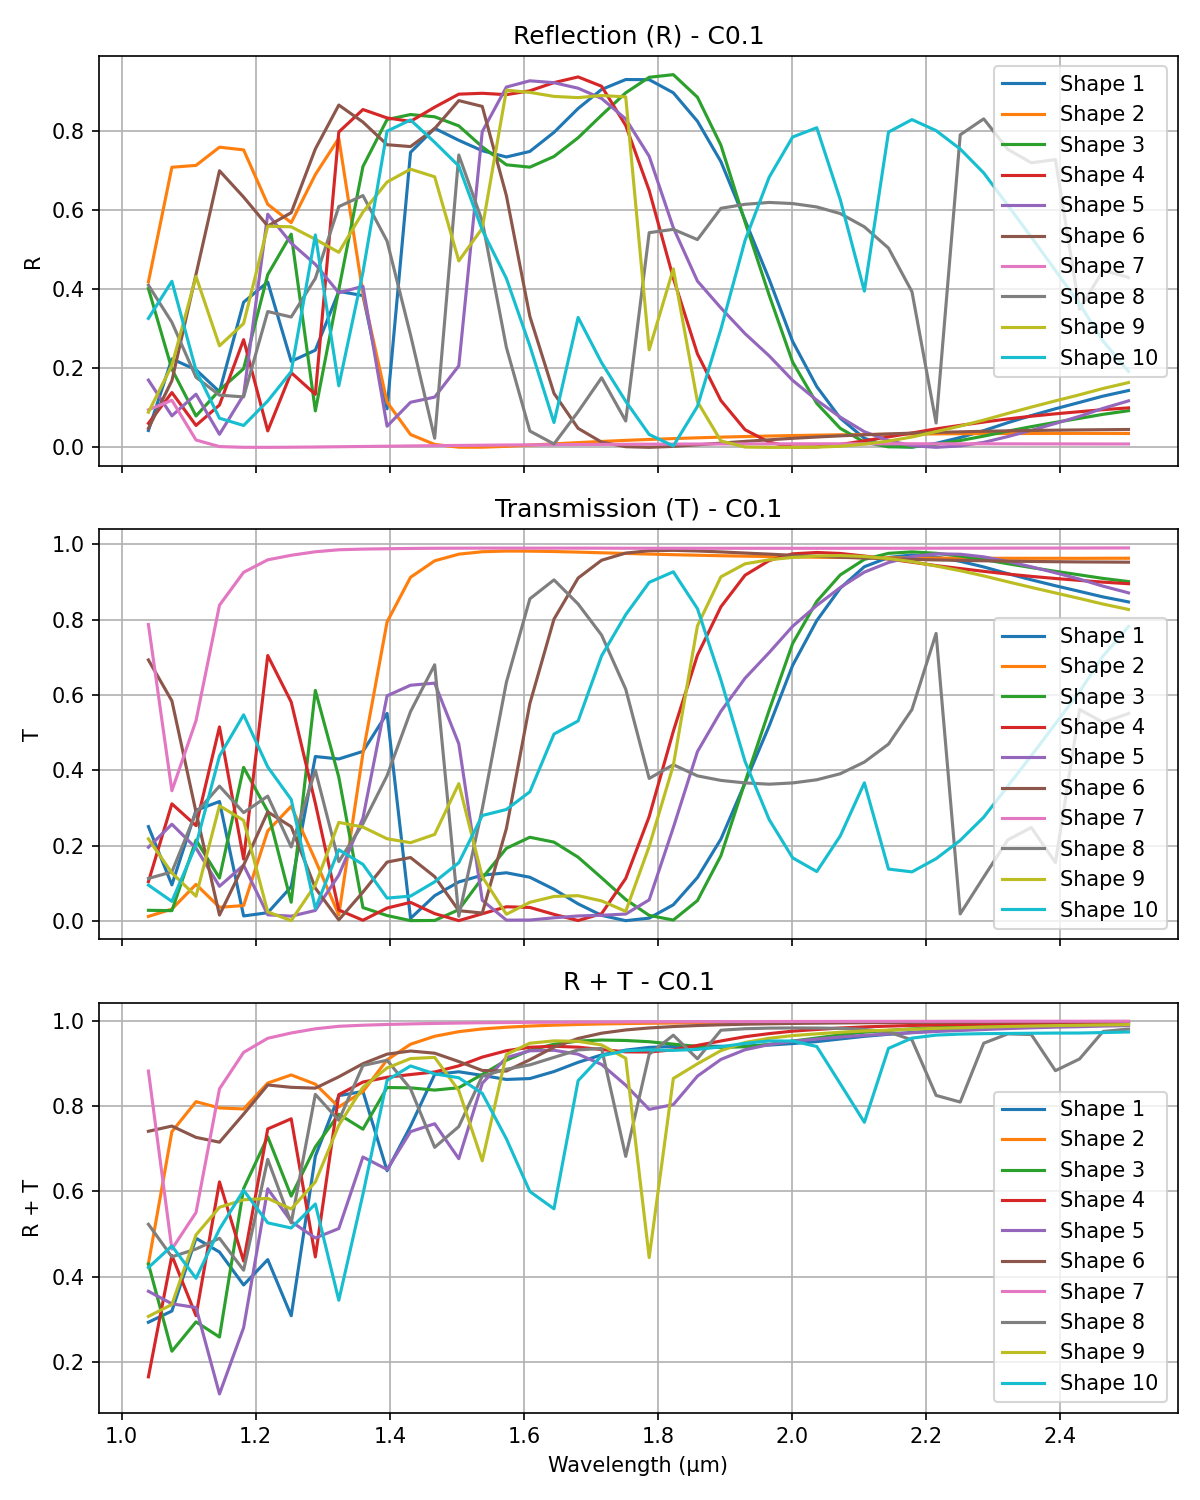 Reflection (R) - C0.1
R
0.8
0.6
0.4
0.2
0.0
Shape 1
Shape 2
Shape 3
Shape 4
Shape 5
Shape 6
Shape 7
Shape 8
Shape 9
Shape 10
Transmission (T) - C0.1
T
1.0
0.8
0.6
0.4
0.2
0.0
Shape 1
Shape 2
Shape 3
Shape 4
Shape 5
Shape 6
Shape 7
Shape 8
Shape 9
Shape 10
R + T - C0.1
R + T
1.0
0.8
0.6
0.4
0.2
Shape 1
Shape 2
Shape 3
Shape 4
Shape 5
Shape 6
Shape 7
Shape 8
Shape 9
Shape 10
1.0 1.2 1.4 1.6 1.8 2.0 2.2 2.4
Wavelength (μm)